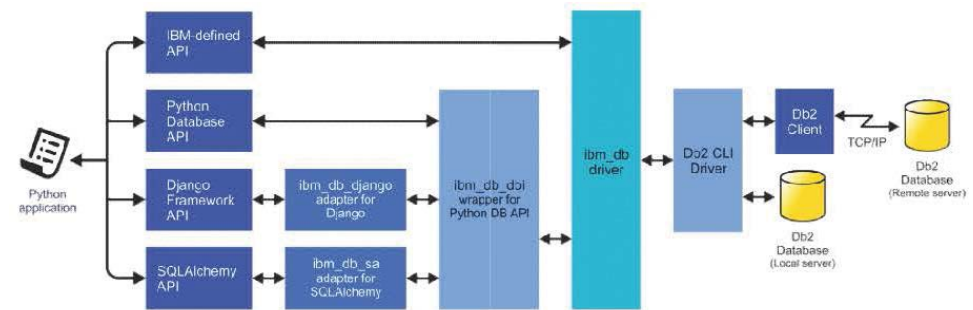 IBM-defined
API
Python
Database
API
Django
Framework
API
SQLAlchemy
API
Python
application
ibm_db_django
adapter for
Django
ibm_db_sa
adapter for
SQLAlchemy
ibm_db_dbi
wrapper for
Python DB API
ibm_db
driver
Db2 CLI
Driver
Db2
Client
TCP/IP
Db2
Database
(Remote server)
Db2
Database
(Local server)